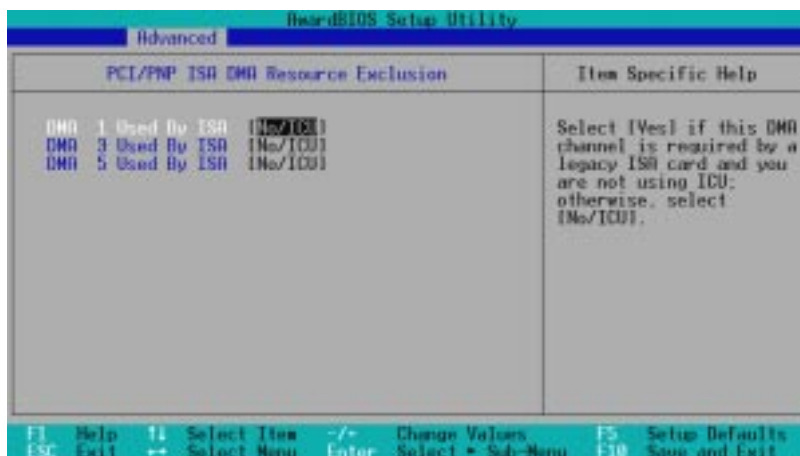 AwardBIOS Setup Utility
Advanced
PCI/PNP ISA DMA Resource Exclusion
Item Specific Help
DMA 1 Used By ISA [No/ICU]
DMA 3 Used By ISA [No/ICU]
DMA 5 Used By ISA [No/ICU]
Select [Yes] if this DMA
channel is required by a
legacy ISA card and you
are not using ICU;
otherwise, select
[No/ICU].
F1 Help ↑↓ Select Item -/+ Change Values F5 Setup Defaults
ESC Exit ←→ Select Menu Enter Select ▶ Sub-Menu F10 Save and Exit